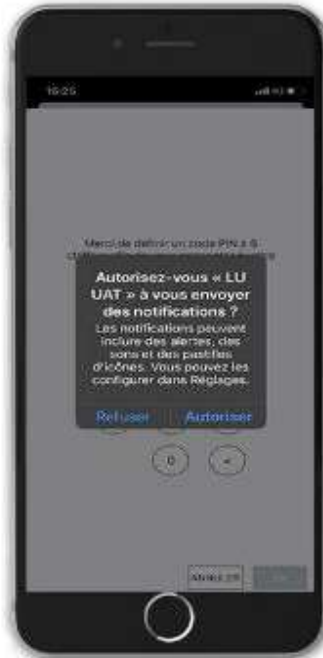 16:25
Merci de definir un code PIN à 6
Autorisez-vous « LU
UAT » à vous envoyer
des notifications ?
Les notifications peuvent
inclure des alertes, des
sons et des pastilles
d'icônes. Vous pouvez les
configurer dans Réglages.
Refuser Autoriser
0
ANNULER